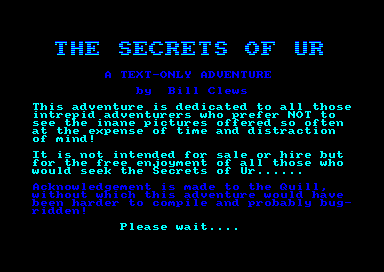 THE SECRETS OF UR
A TEXT-ONLY ADVENTURE
by Bill Clews
This adventure is dedicated to all those
intrepid adventurers who prefer NOT to
see the inane pictures offered so often
at the expense of time and distraction
of mind!
It is not intended for sale or hire but
for the free enjoyment of all those who
would seek the Secrets of Ur......
Acknowledgement is made to the Quill,
without which this adventure would have
been harder to compile and probably bug-
ridden!
Please wait....